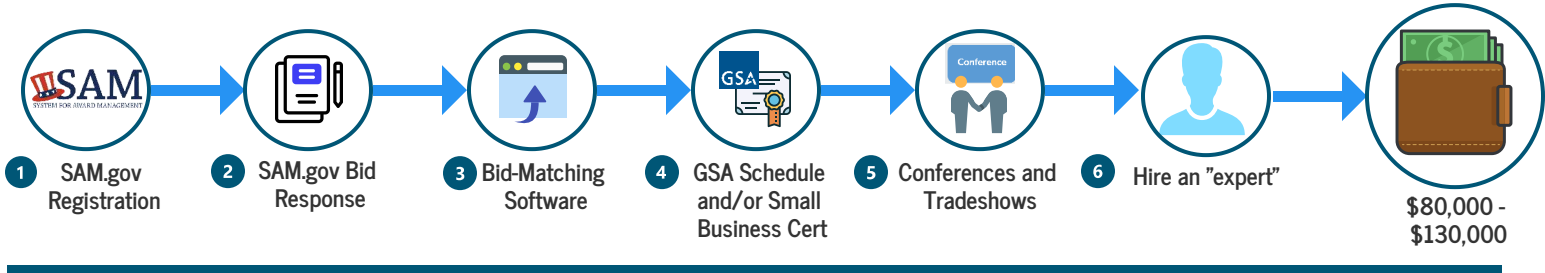 SAM
SYSTEM FOR AWARD MANAGEMENT
GSA
Conference
$
1 SAM.gov
Registration
2 SAM.gov Bid
Response
3 Bid-Matching
Software
4 GSA Schedule
and/or Small
Business Cert
5 Conferences and
Tradeshows
6 Hire an "expert"
$80,000 -
$130,000